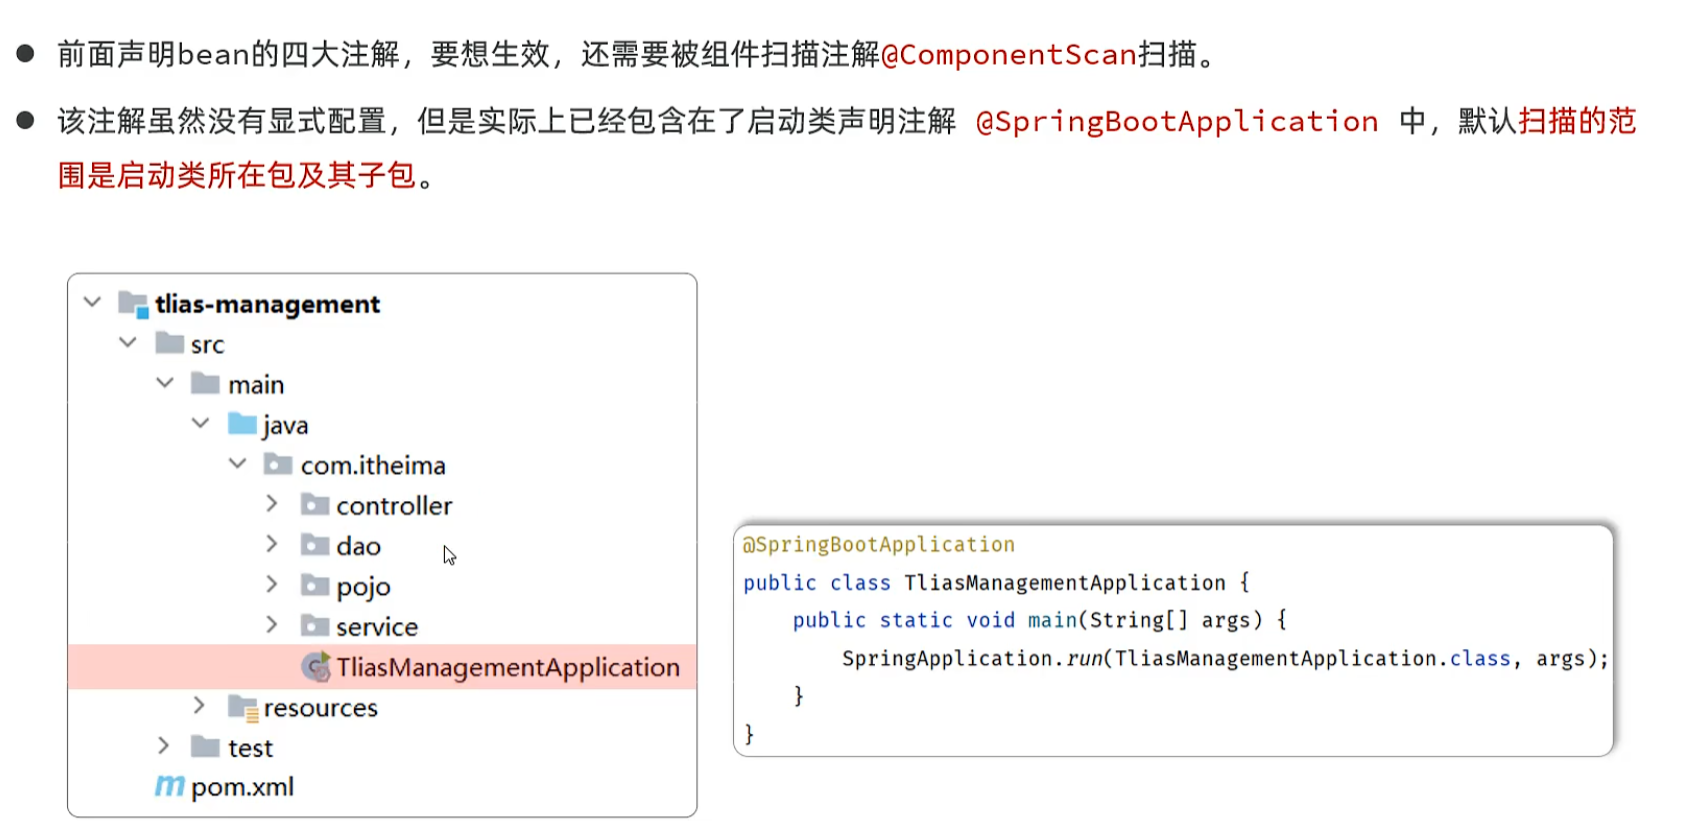 前面声明bean的四大注解，要想生效，还需要被组件扫描注解@ComponentScan扫描。
该注解虽然没有显式配置，但是实际上已经包含在了启动类声明注解 @SpringBootApplication 中，默认扫描的范
围是启动类所在包及其子包。
tlias-management
src
main
java
com.itheima
controller
dao
pojo
service
TliasManagementApplication
resources
test
pom.xml
@SpringBootApplication
public class TliasManagementApplication {
public static void main(String[] args) {
SpringApplication.run(TliasManagementApplication.class, args);
}
}